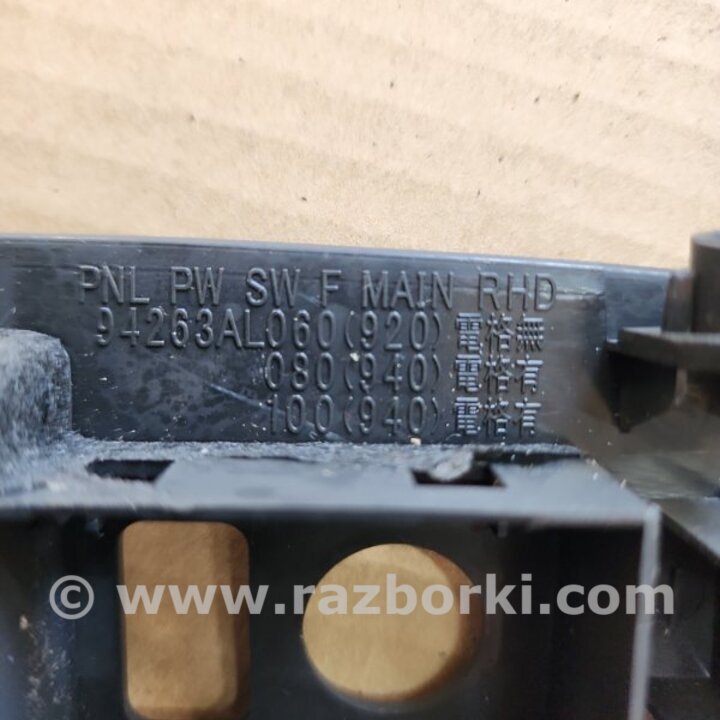 PNL PW SW F MAIN RHD
94263AL060(920)電格無
080(940)電格有
100(940)電格有
© www.razborki.com